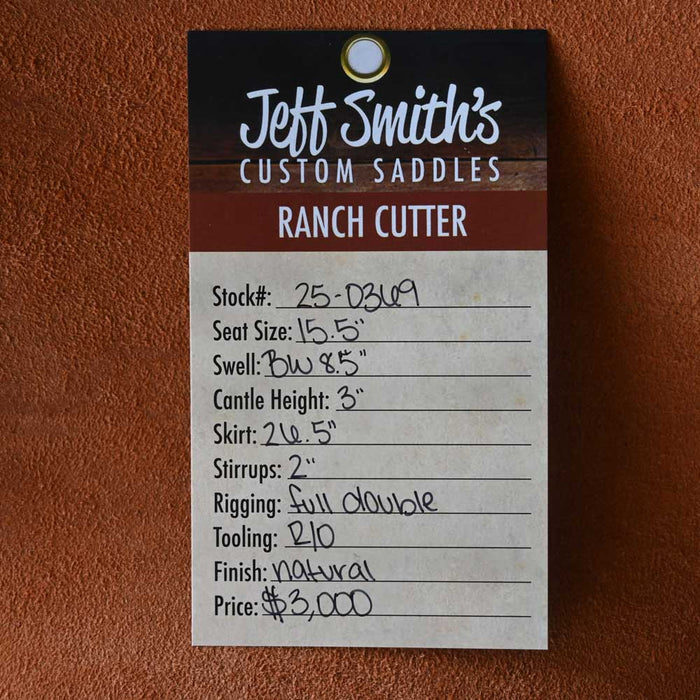 Jeff Smith's
CUSTOM SADDLES
RANCH CUTTER
Stock#: 25-0369
Seat Size: 15.5"
Swell: BW 8.5"
Cantle Height: 3"
Skirt: 26.5"
Stirrups: 2"
Rigging: full double
Tooling: R/O
Finish: natural
Price: $3,000